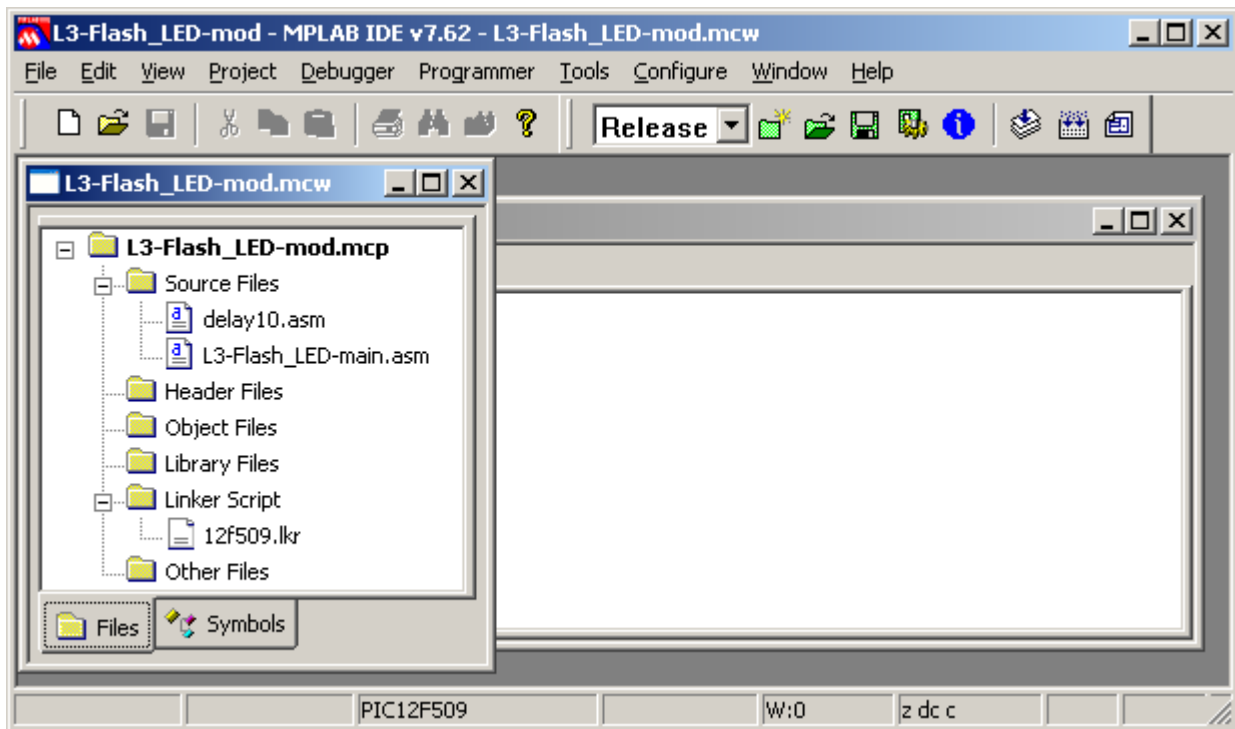 L3-Flash_LED-mod - MPLAB IDE v7.62 - L3-Flash_LED-mod.mcw
File Edit View Project Debugger Programmer Tools Configure Window Help
Release
L3-Flash_LED-mod.mcw
L3-Flash_LED-mod.mcp
Source Files
delay10.asm
L3-Flash_LED-main.asm
Header Files
Object Files
Library Files
Linker Script
12f509.lkr
Other Files
Files Symbols
PIC12F509 W:0 z dc c